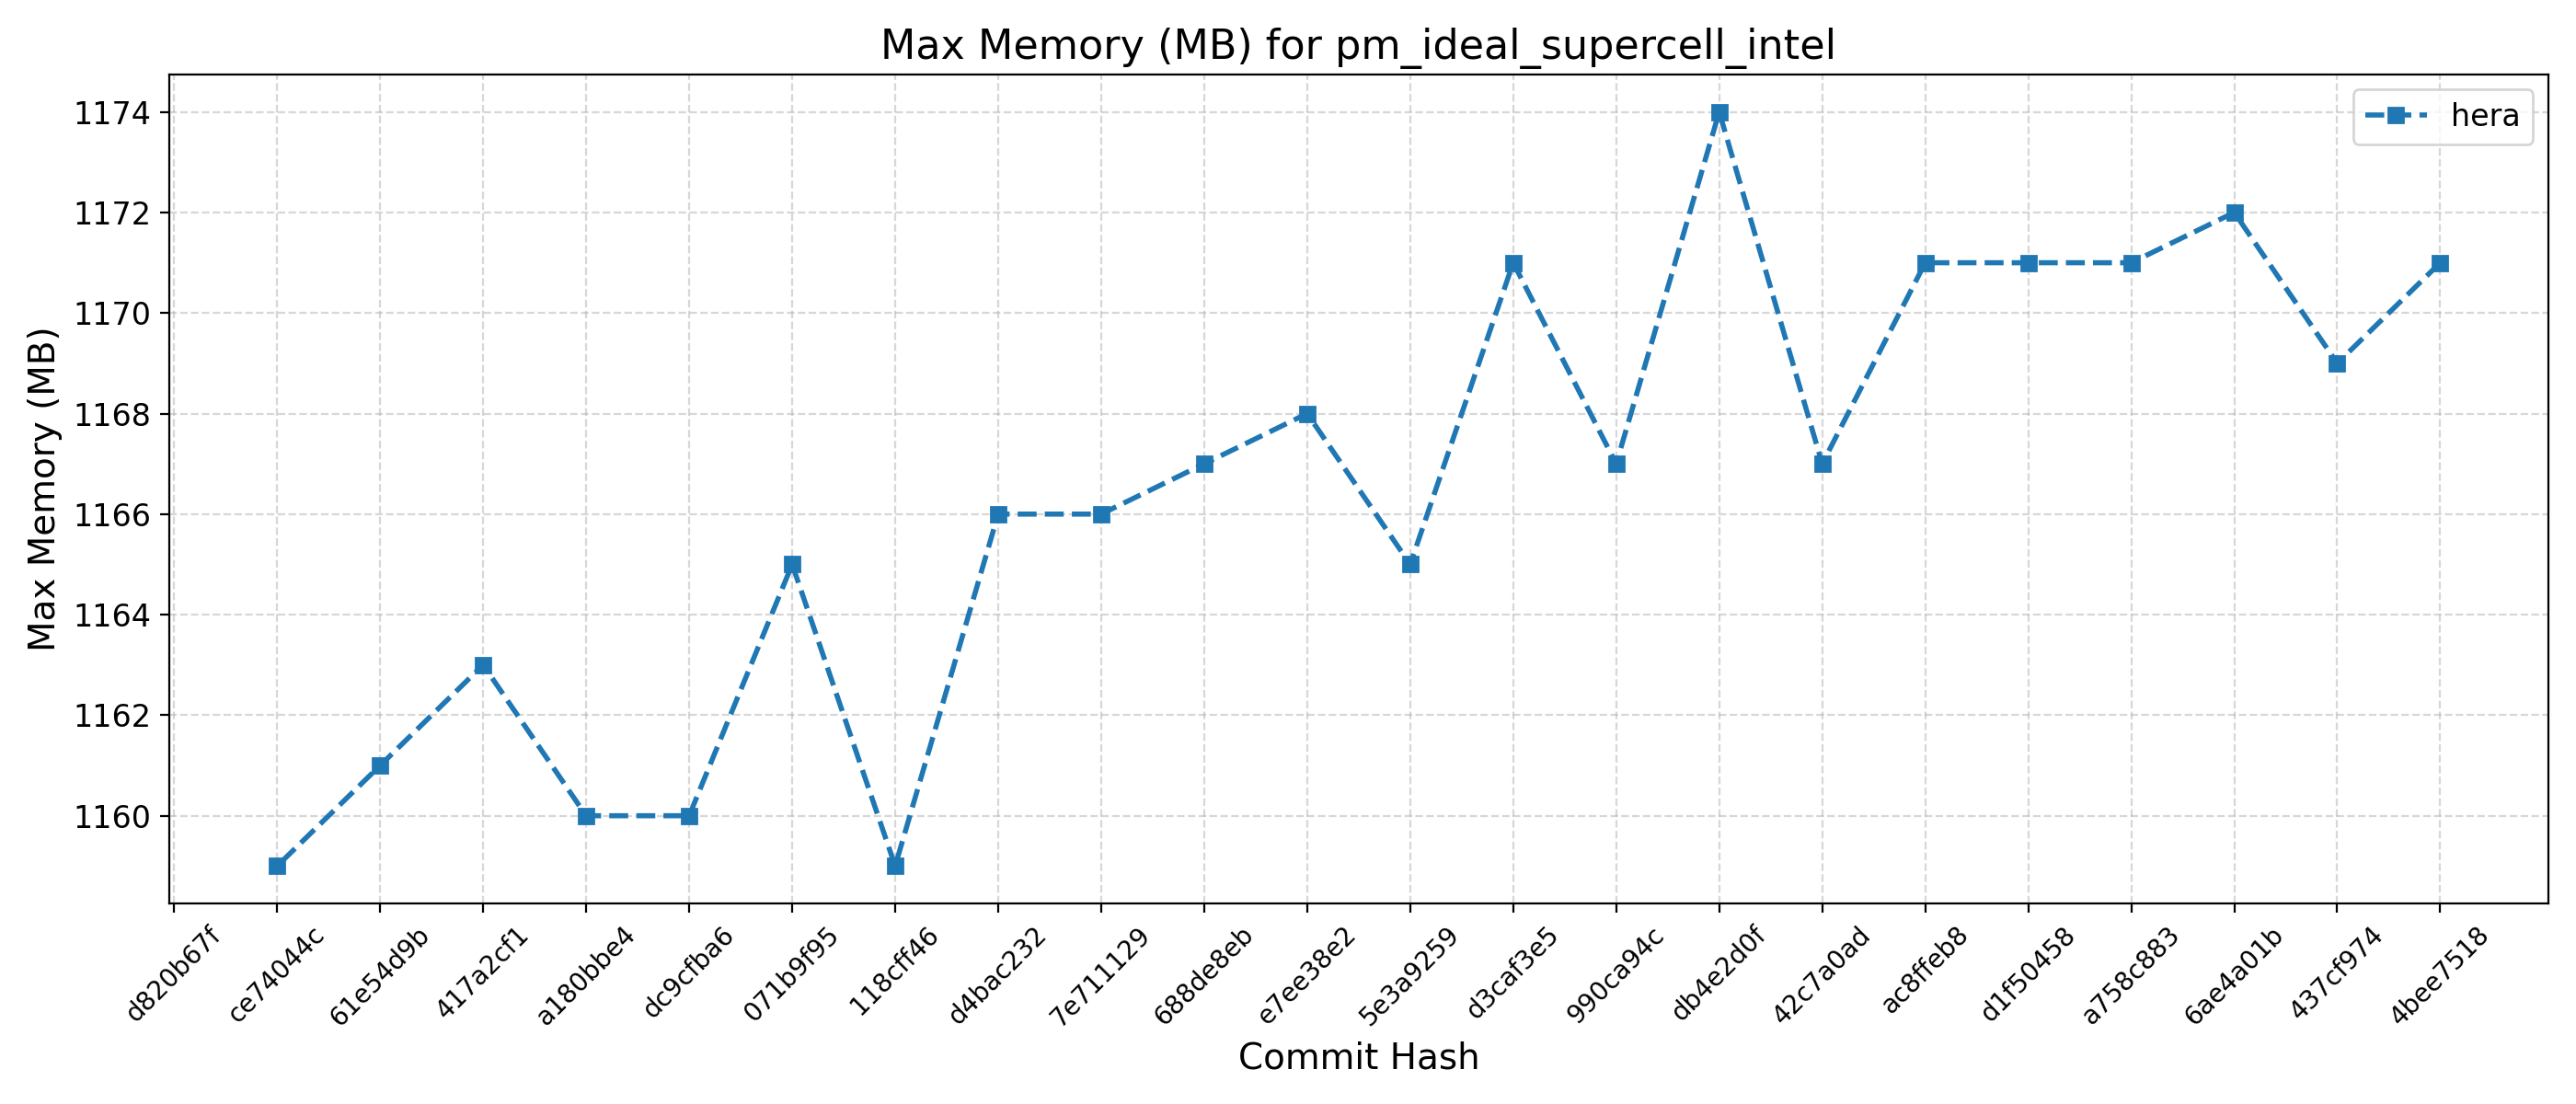 Max Memory (MB) for pm_ideal_supercell_intel
hera
Max Memory (MB)
1174
1172
1170
1168
1166
1164
1162
1160
d820b67f
ce74044c
61e54d9b
417a2cf1
a180bbe4
dc9cfba6
071b9f95
118cff46
d4bac232
7e711129
688de8eb
e7ee38e2
5e3a9259
d3caf3e5
990ca94c
db4e2d0f
42c7a0ad
ac8ffeb8
d1f50458
a758c883
6ae4a01b
437cf974
4bee7518
Commit Hash